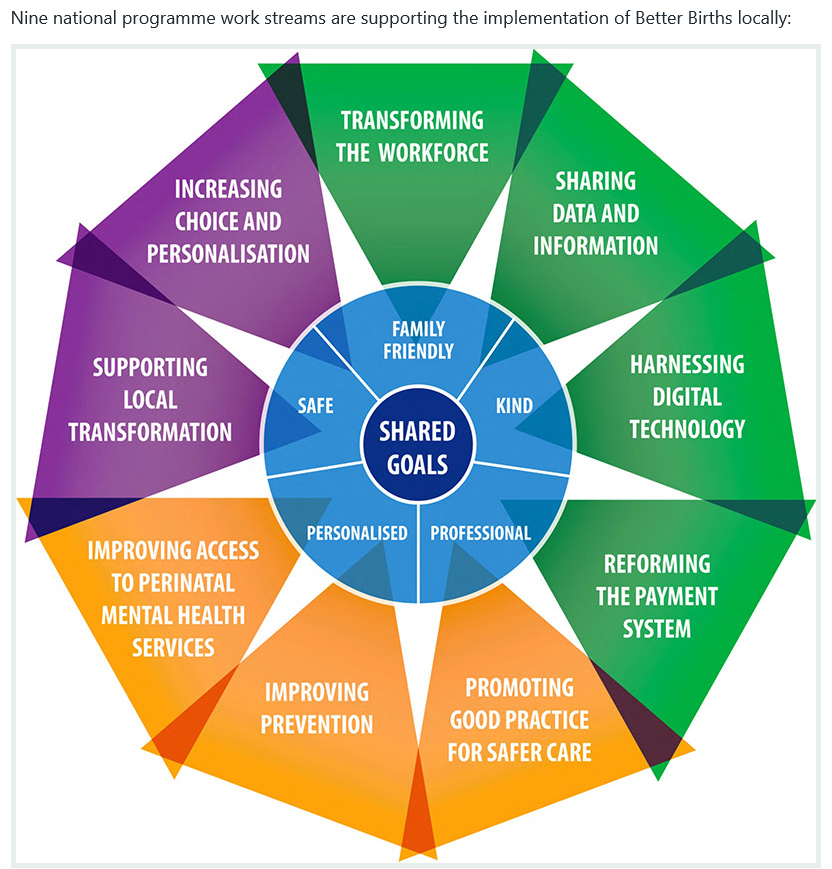 Nine national programme work streams are supporting the implementation of Better Births locally:
TRANSFORMING
THE WORKFORCE
SHARING
DATA AND
INFORMATION
HARNESSING
DIGITAL
TECHNOLOGY
REFORMING
THE PAYMENT
SYSTEM
PROMOTING
GOOD PRACTICE
FOR SAFER CARE
IMPROVING
PREVENTION
IMPROVING ACCESS
TO PERINATAL
MENTAL HEALTH
SERVICES
SUPPORTING
LOCAL
TRANSFORMATION
INCREASING
CHOICE AND
PERSONALISATION
FAMILY
FRIENDLY
KIND
PROFESSIONAL
PERSONALISED
SAFE
SHARED
GOALS